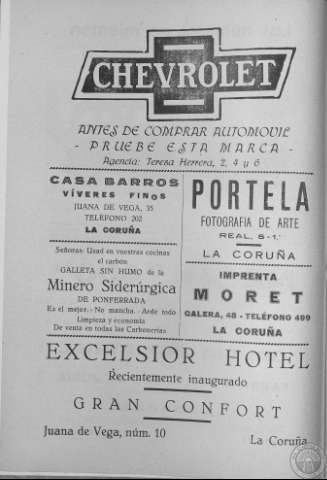 CHEVROLET
ANTES DE COMPRAR AUTOMOVIL
- PRUEBE ESTA MARCA -
Agencia: Teresa Herrera, 2, 4 y 6
CASA BARROS
VÍVERES FINOS
JUANA DE VEGA, 35
TELEFONO 202
LA CORUÑA
Señoras: Usad en vuestras cocinas
el carbón
GALLETA SIN HUMO de la
Minero Siderúrgica
DE PONFERRADA
Es el mejor. - No mancha. - Arde todo
Limpieza y economía
De venta en todas las Carbonerías
PORTELA
FOTOGRAFIA DE ARTE
REAL, 8-1.°
LA CORUÑA
IMPRENTA
MORET
GALERA, 48 - TELÉFONO 499
LA CORUÑA
EXCELSIOR HOTEL
Recientemente inaugurado
GRAN CONFORT
Juana de Vega, núm. 10
La Coruña